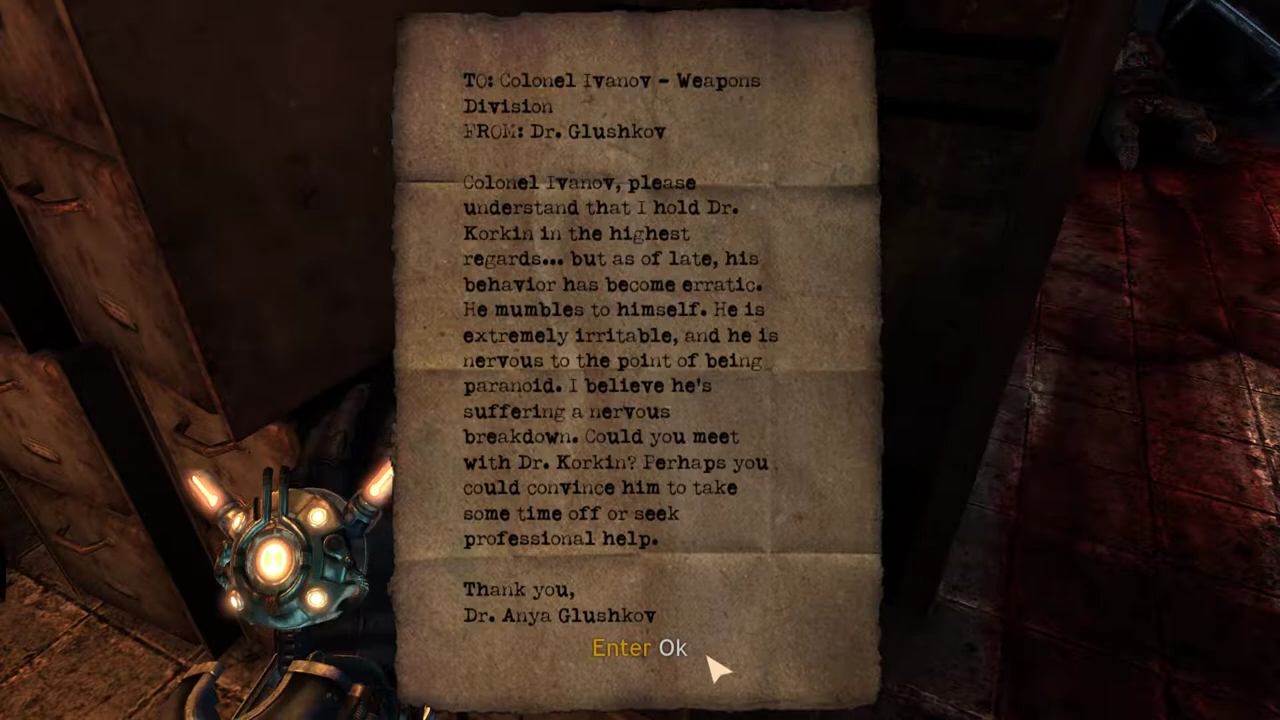 TO: Colonel Ivanov - Weapons
Division
FROM: Dr. Glushkov
Colonel Ivanov, please
understand that I hold Dr.
Korkin in the highest
regards... but as of late, his
behavior has become erratic.
He mumbles to himself. He is
extremely irritable, and he is
nervous to the point of being
paranoid. I believe he's
suffering a nervous
breakdown. Could you meet
with Dr. Korkin? Perhaps you
could convince him to take
some time off or seek
professional help.
Thank you,
Dr. Anya Glushkov
Enter Ok